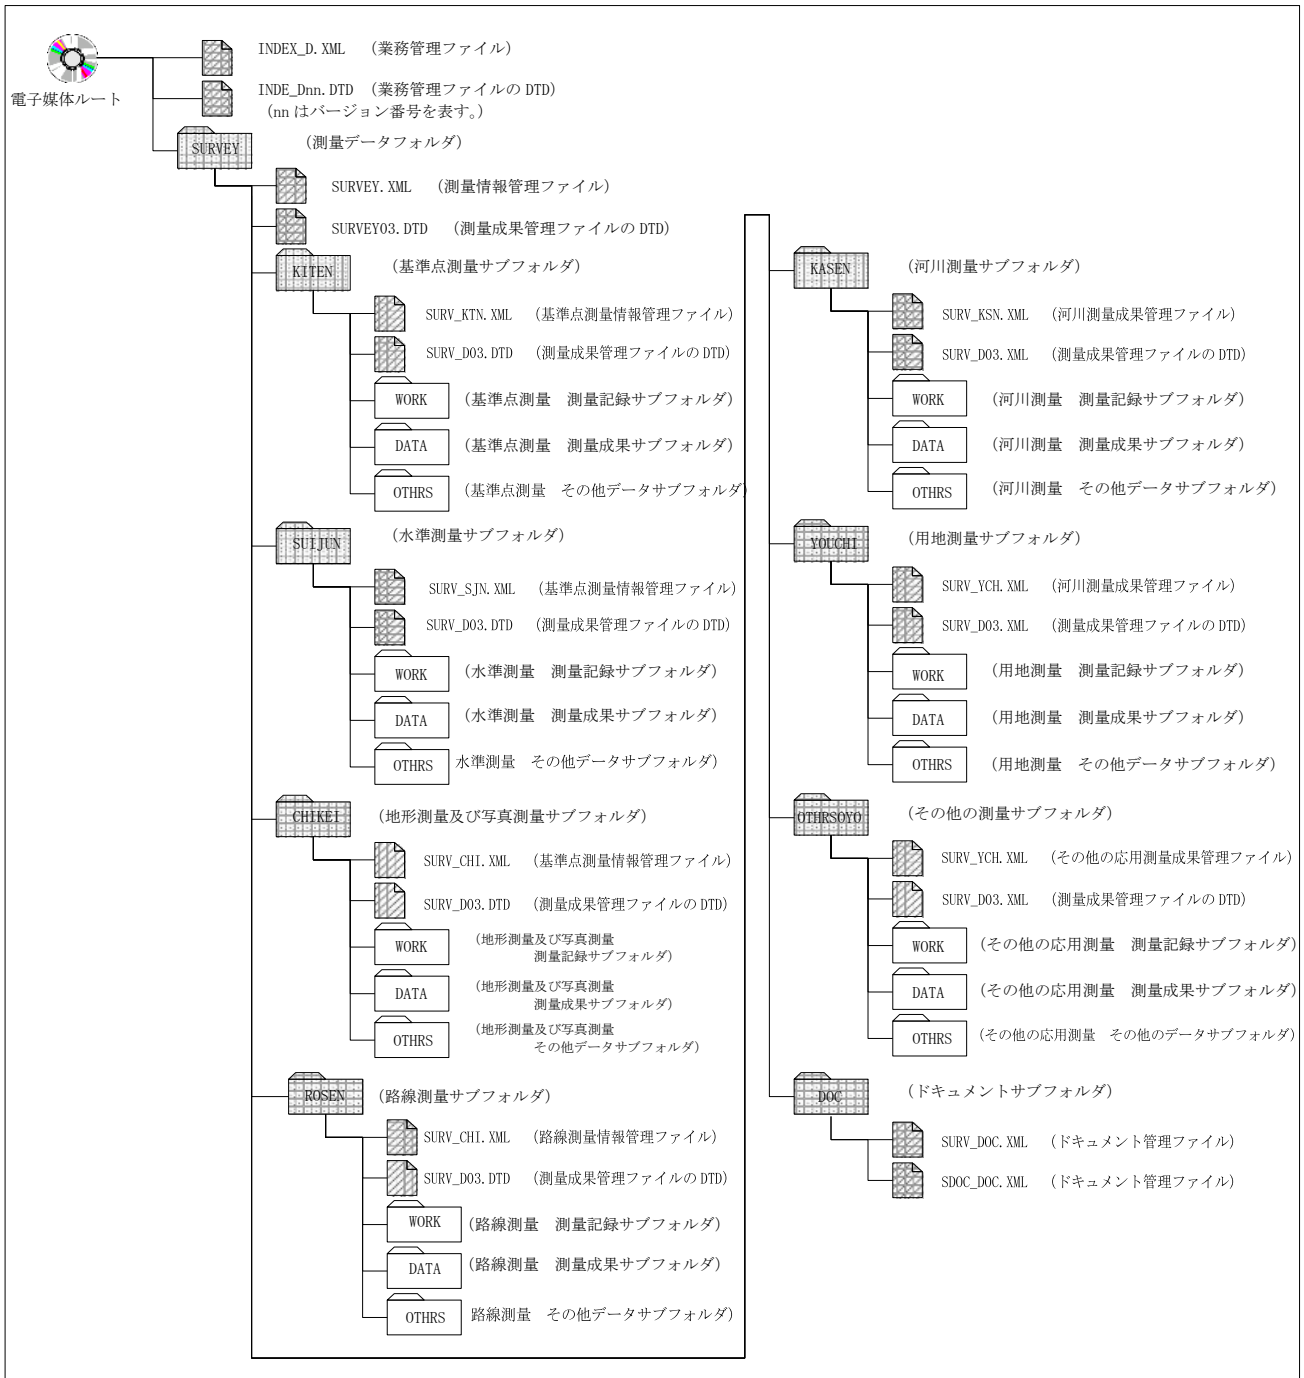 INDEX_D.XML (業務管理ファイル)
電子媒体ルート
INDE_Dnn.DTD (業務管理ファイルの DTD)
(nn はバージョン番号を表す。)
SURVEY (測量データフォルダ)
SURVEY.XML (測量情報管理ファイル)
SURVEY03.DTD (測量成果管理ファイルの DTD)
KITEN (基準点測量サブフォルダ)
SURV_KTN.XML (基準点測量情報管理ファイル)
SURV_D03.DTD (測量成果管理ファイルの DTD)
WORK (基準点測量 測量記録サブフォルダ)
DATA (基準点測量 測量成果サブフォルダ)
OTHRS (基準点測量 その他データサブフォルダ)
SUIJUN (水準測量サブフォルダ)
SURV_SJN.XML (基準点測量情報管理ファイル)
SURV_D03.DTD (測量成果管理ファイルの DTD)
WORK (水準測量 測量記録サブフォルダ)
DATA (水準測量 測量成果サブフォルダ)
OTHRS 水準測量 その他データサブフォルダ)
CHIKEI (地形測量及び写真測量サブフォルダ)
SURV_CHI.XML (基準点測量情報管理ファイル)
SURV_D03.DTD (測量成果管理ファイルの DTD)
WORK (地形測量及び写真測量
測量記録サブフォルダ)
DATA (地形測量及び写真測量
測量成果サブフォルダ)
OTHRS (地形測量及び写真測量
その他データサブフォルダ)
ROSEN (路線測量サブフォルダ)
SURV_CHI.XML (路線測量情報管理ファイル)
SURV_D03.DTD (測量成果管理ファイルの DTD)
WORK (路線測量 測量記録サブフォルダ)
DATA (路線測量 測量成果サブフォルダ)
OTHRS 路線測量 その他データサブフォルダ)
KASEN (河川測量サブフォルダ)
SURV_KSN.XML (河川測量成果管理ファイル)
SURV_D03.XML (測量成果管理ファイルの DTD)
WORK (河川測量 測量記録サブフォルダ)
DATA (河川測量 測量成果サブフォルダ)
OTHRS (河川測量 その他データサブフォルダ)
YOUCHI (用地測量サブフォルダ)
SURV_YCH.XML (河川測量成果管理ファイル)
SURV_D03.XML (測量成果管理ファイルの DTD)
WORK (用地測量 測量記録サブフォルダ)
DATA (用地測量 測量成果サブフォルダ)
OTHRS (用地測量 その他データサブフォルダ)
OTHRSOYO (その他の測量サブフォルダ)
SURV_YCH.XML (その他の応用測量成果管理ファイル)
SURV_D03.XML (測量成果管理ファイルの DTD)
WORK (その他の応用測量 測量記録サブフォルダ)
DATA (その他の応用測量 測量成果サブフォルダ)
OTHRS (その他の応用測量 その他のデータサブフォルダ)
DOC (ドキュメントサブフォルダ)
SURV_DOC.XML (ドキュメント管理ファイル)
SDOC_DOC.XML (ドキュメント管理ファイル)